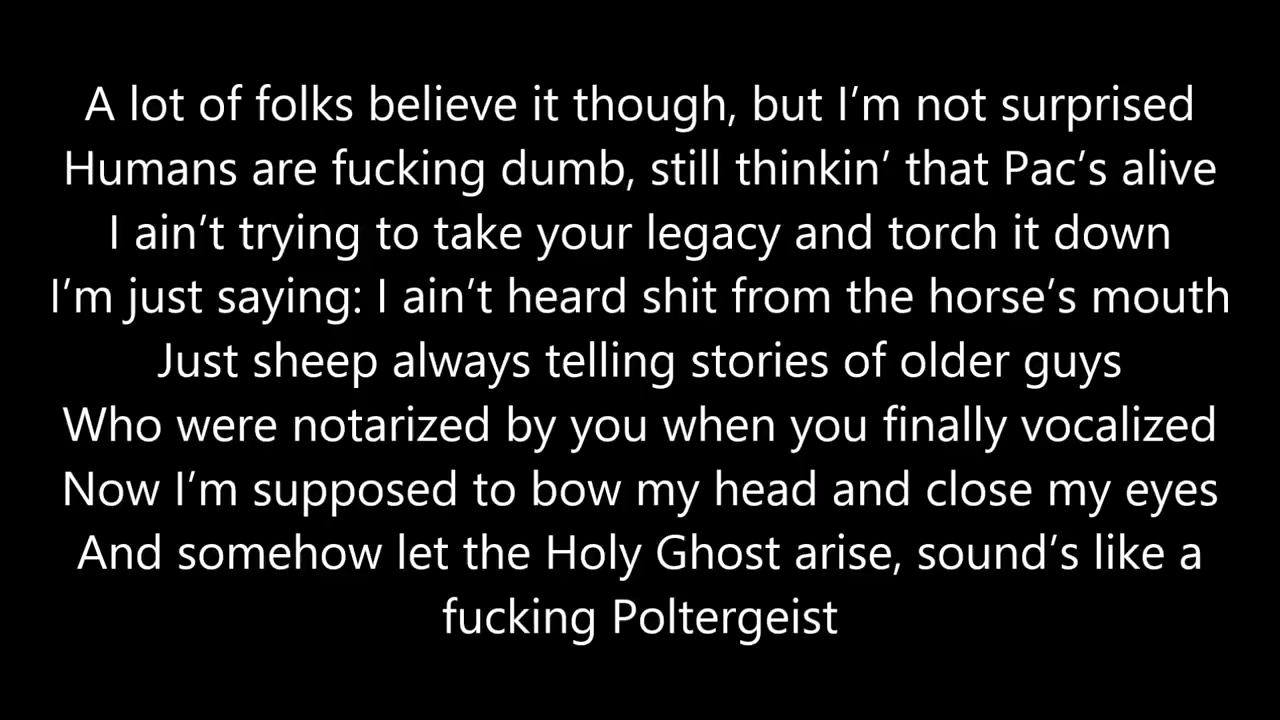 A lot of folks believe it though, but I’m not surprised
Humans are fucking dumb, still thinkin’ that Pac’s alive
I ain’t trying to take your legacy and torch it down
I’m just saying: I ain’t heard shit from the horse’s mouth
Just sheep always telling stories of older guys
Who were notarized by you when you finally vocalized
Now I’m supposed to bow my head and close my eyes
And somehow let the Holy Ghost arise, sound’s like a
fucking Poltergeist